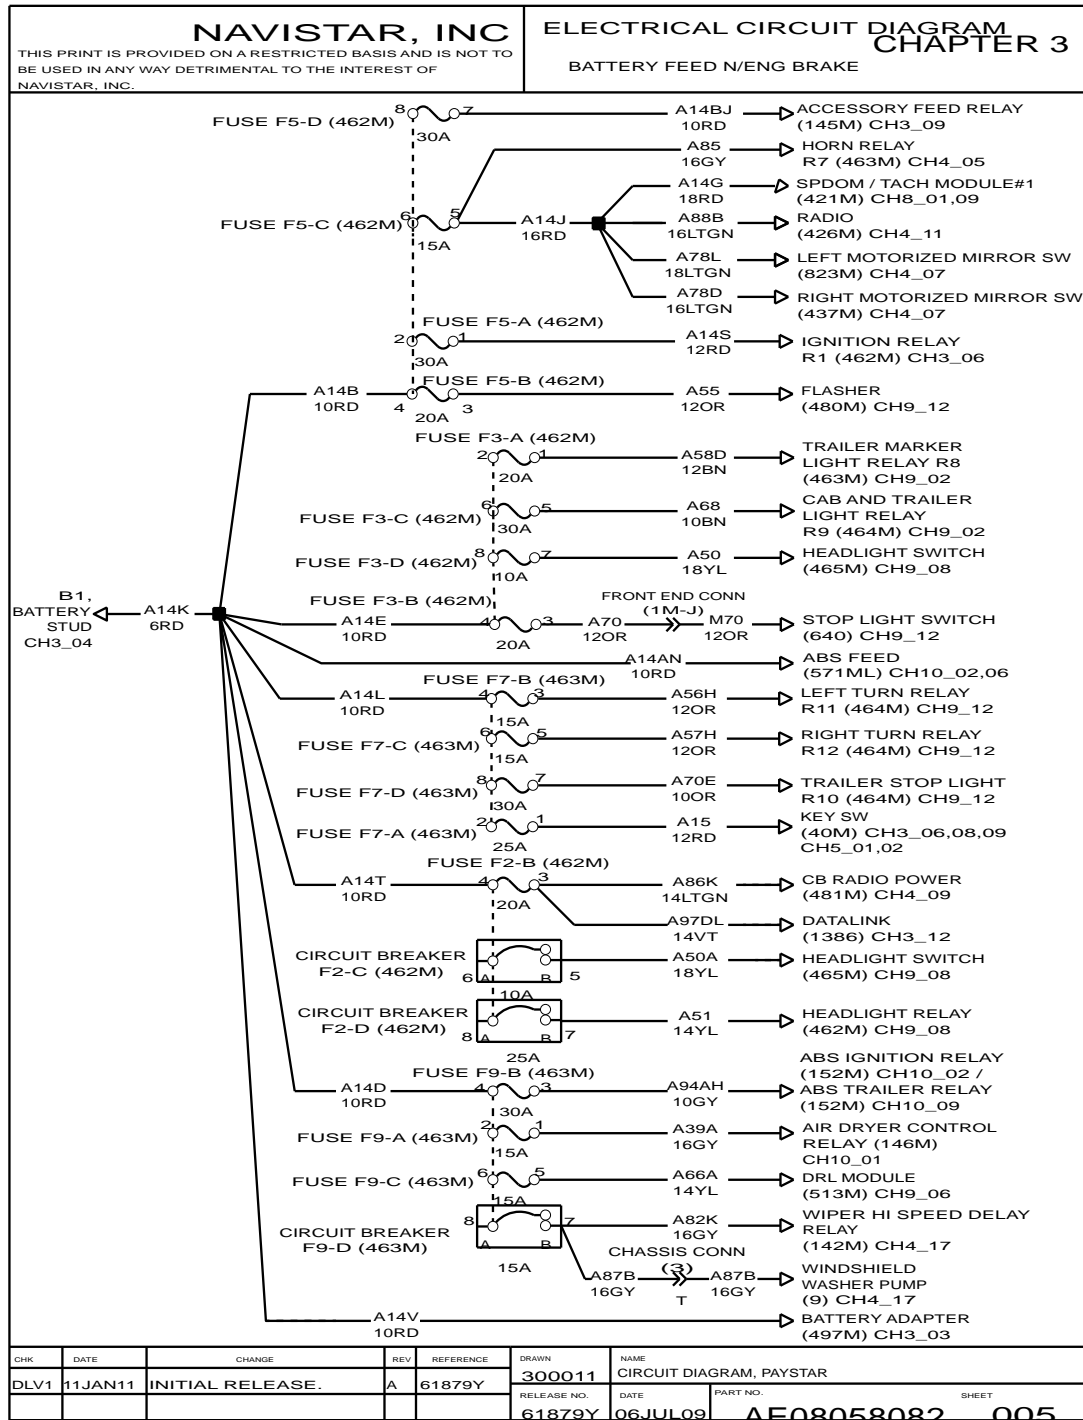 NAVISTAR, INC
THIS PRINT IS PROVIDED ON A RESTRICTED BASIS AND IS NOT TO
BE USED IN ANY WAY DETRIMENTAL TO THE INTEREST OF
NAVISTAR, INC.
ELECTRICAL CIRCUIT DIAGRAM
CHAPTER 3
BATTERY FEED N/ENG BRAKE
FUSE F5-D (462M) 8 7
30A
A14BJ
10RD
ACCESSORY FEED RELAY
(145M) CH3_09
A85
16GY
HORN RELAY
R7 (463M) CH4_05
A14G
18RD
SPDOM / TACH MODULE#1
(421M) CH8_01,09
FUSE F5-C (462M) 6 5
15A
A14J
16RD
A88B
16LTGN
RADIO
(426M) CH4_11
A78L
18LTGN
LEFT MOTORIZED MIRROR SW
(823M) CH4_07
A78D
16LTGN
RIGHT MOTORIZED MIRROR SW
(437M) CH4_07
FUSE F5-A (462M)
2 1
30A
A14S
12RD
IGNITION RELAY
R1 (462M) CH3_06
A14B
10RD
FUSE F5-B (462M)
4 3
20A
A55
12OR
FLASHER
(480M) CH9_12
FUSE F3-A (462M)
2 1
20A
A58D
12BN
TRAILER MARKER
LIGHT RELAY R8
(463M) CH9_02
FUSE F3-C (462M) 6 5
30A
A68
10BN
CAB AND TRAILER
LIGHT RELAY
R9 (464M) CH9_02
FUSE F3-D (462M) 8 7
10A
A50
18YL
HEADLIGHT SWITCH
(465M) CH9_08
B1,
BATTERY
STUD
CH3_04
A14K
6RD
FUSE F3-B (462M)
A14E
10RD
4 3
20A
A70
12OR
FRONT END CONN
(1M-J)
M70
12OR
STOP LIGHT SWITCH
(640) CH9_12
A14AN
10RD
ABS FEED
(571ML) CH10_02,06
FUSE F7-B (463M)
A14L
10RD
4 3
15A
A56H
12OR
LEFT TURN RELAY
R11 (464M) CH9_12
FUSE F7-C (463M) 6 5
15A
A57H
12OR
RIGHT TURN RELAY
R12 (464M) CH9_12
FUSE F7-D (463M) 8 7
30A
A70E
10OR
TRAILER STOP LIGHT
R10 (464M) CH9_12
FUSE F7-A (463M) 2 1
25A
A15
12RD
KEY SW
(40M) CH3_06,08,09
CH5_01,02
FUSE F2-B (462M)
A14T
10RD
4 3
20A
A86K
14LTGN
CB RADIO POWER
(481M) CH4_09
A97DL
14VT
DATALINK
(1386) CH3_12
CIRCUIT BREAKER
F2-C (462M)
6 A B 5
10A
A50A
18YL
HEADLIGHT SWITCH
(465M) CH9_08
CIRCUIT BREAKER
F2-D (462M)
8 A B 7
25A
A51
14YL
HEADLIGHT RELAY
(462M) CH9_08
FUSE F9-B (463M)
A14D
10RD
4 3
30A
A94AH
10GY
ABS IGNITION RELAY
(152M) CH10_02 /
ABS TRAILER RELAY
(152M) CH10_09
FUSE F9-A (463M) 2 1
15A
A39A
16GY
AIR DRYER CONTROL
RELAY (146M)
CH10_01
FUSE F9-C (463M) 6 5
15A
A66A
14YL
DRL MODULE
(513M) CH9_06
CIRCUIT BREAKER
F9-D (463M)
8 7
A B
15A
A82K
16GY
WIPER HI SPEED DELAY
RELAY
(142M) CH4_17
CHASSIS CONN
(3)
A87B
16GY
T
A87B
16GY
WINDSHIELD
WASHER PUMP
(9) CH4_17
A14V
10RD
BATTERY ADAPTER
(497M) CH3_03
CHK DATE CHANGE REV REFERENCE
DLV1 11JAN11 INITIAL RELEASE. A 61879Y
DRAWN
300011
NAME
CIRCUIT DIAGRAM, PAYSTAR
RELEASE NO.
61879Y
DATE
06JUL09
PART NO.
AE08058082
SHEET
005